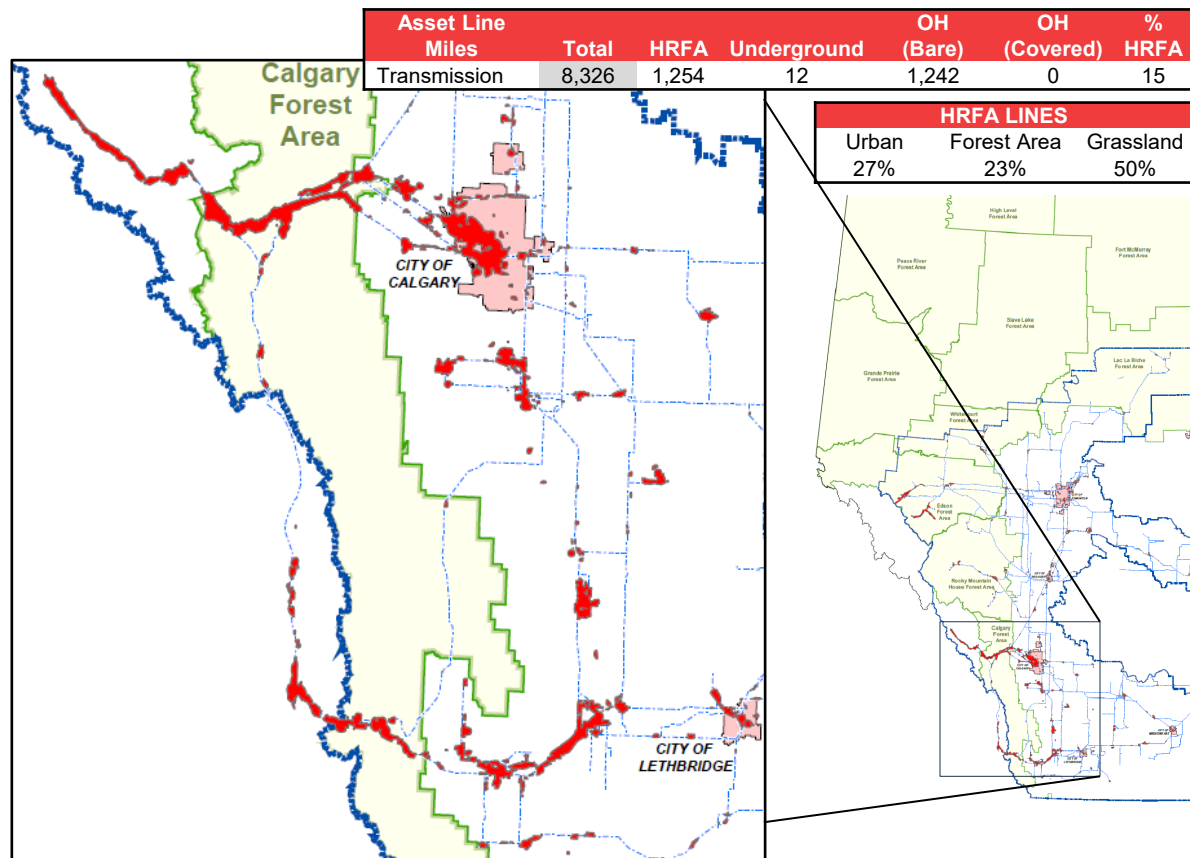 Asset Line Miles Total HRFA Underground OH (Bare) OH (Covered) % HRFA
Transmission 8,326 1,254 12 1,242 0 15
HRFA LINES
Urban Forest Area Grassland
27% 23% 50%
Calgary
Forest
Area
CITY OF
CALGARY
CITY OF
LETHBRIDGE
High Level
Forest Area
Fort McMurray
Forest Area
Peace River
Forest Area
Slave Lake
Forest Area
Lac La Biche
Forest Area
Grande Prairie
Forest Area
Forest Area
Edson
Forest
Area
Rocky Mountain
House Forest Area
Calgary
Forest
Area